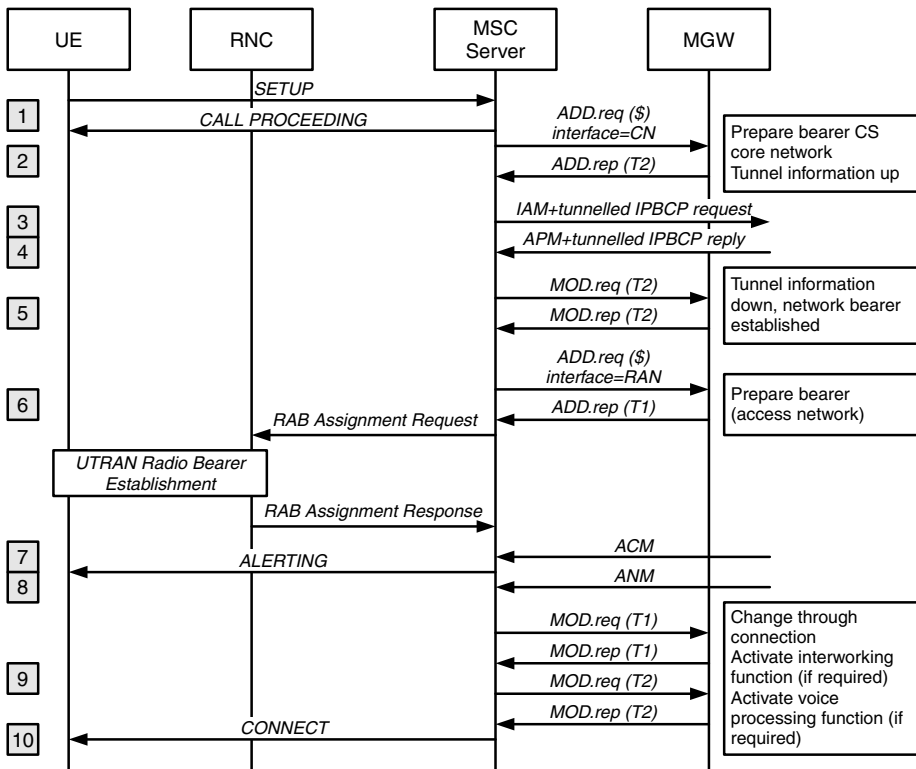 UE
RNC
MSC
Server
MGW
SETUP
1
CALL PROCEEDING
ADD.req ($)
interface=CN
Prepare bearer CS
core network
Tunnel information up
2
ADD.rep (T2)
3
IAM+tunnelled IPBCP request
4
APM+tunnelled IPBCP reply
5
MOD.req (T2)
MOD.rep (T2)
Tunnel information
down, network bearer
established
ADD.req ($)
interface=RAN
6
ADD.rep (T1)
Prepare bearer
(access network)
RAB Assignment Request
UTRAN Radio Bearer
Establishment
RAB Assignment Response
7
ACM
ALERTING
8
ANM
MOD.req (T1)
MOD.rep (T1)
9
MOD.req (T2)
MOD.rep (T2)
Change through
connection
Activate interworking
function (if required)
Activate voice
processing function (if
required)
10
CONNECT